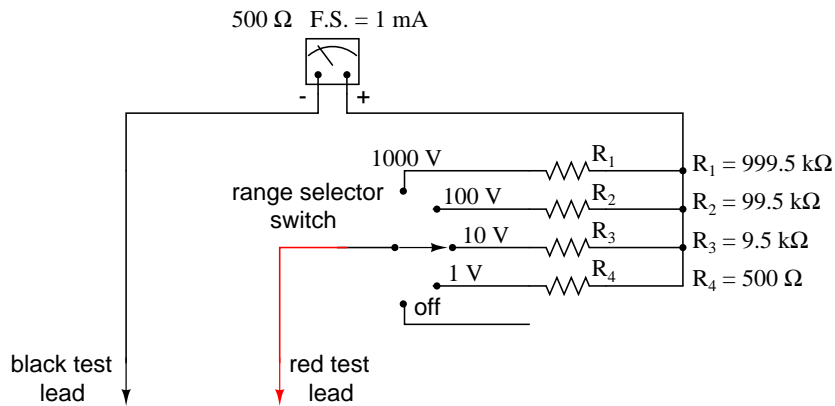 500 Ω F.S. = 1 mA
- +
1000 V R1 R1 = 999.5 kΩ
range selector
switch
100 V R2 R2 = 99.5 kΩ
10 V R3 R3 = 9.5 kΩ
1 V R4 R4 = 500 Ω
off
black test
lead
red test
lead